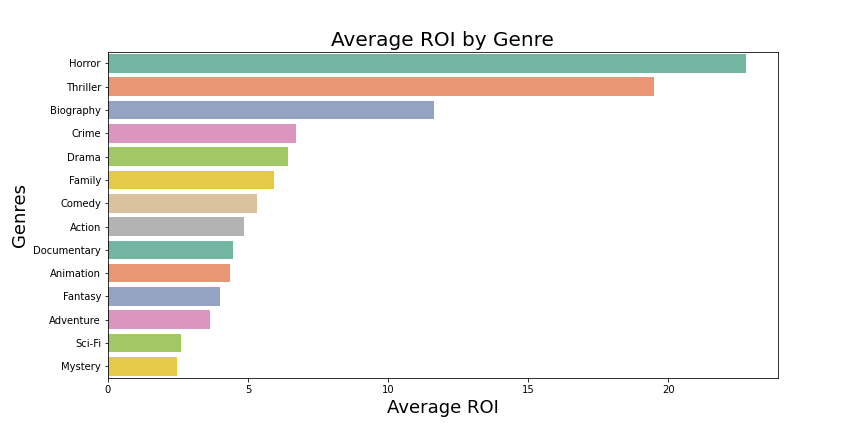 Average ROI by Genre
Genres
Horror
Thriller
Biography
Crime
Drama
Family
Comedy
Action
Documentary
Animation
Fantasy
Adventure
Sci-Fi
Mystery
0 5 10 15 20
Average ROI